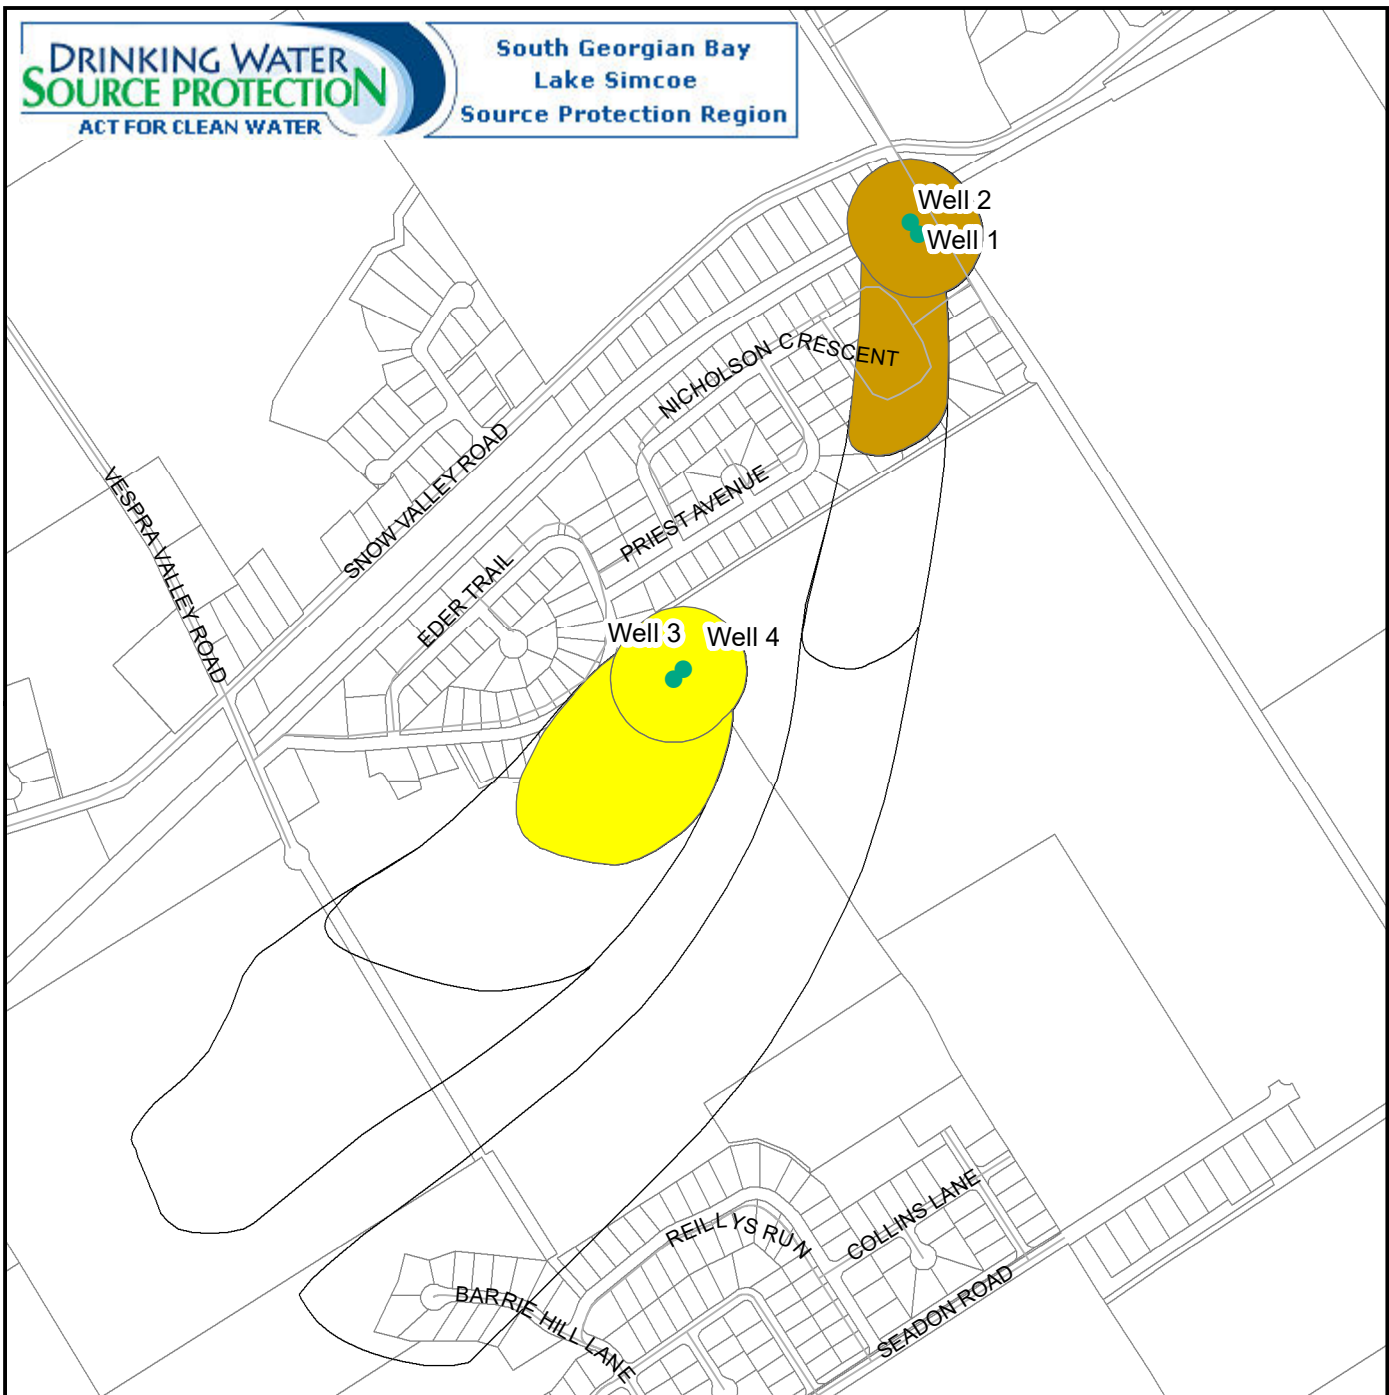 DRINKING WATER
SOURCE PROTECTION
ACT FOR CLEAN WATER
South Georgian Bay
Lake Simcoe
Source Protection Region
Well 2
Well 1
NICHOLSON CRESCENT
SNOW VALLEY ROAD
VESPRA VALLEY ROAD
PRIEST AVENUE
EDER TRAIL
Well 3
Well 4
REILLYS RUN
COLLINS LANE
BARRIE HILL LANE
SEADON ROAD